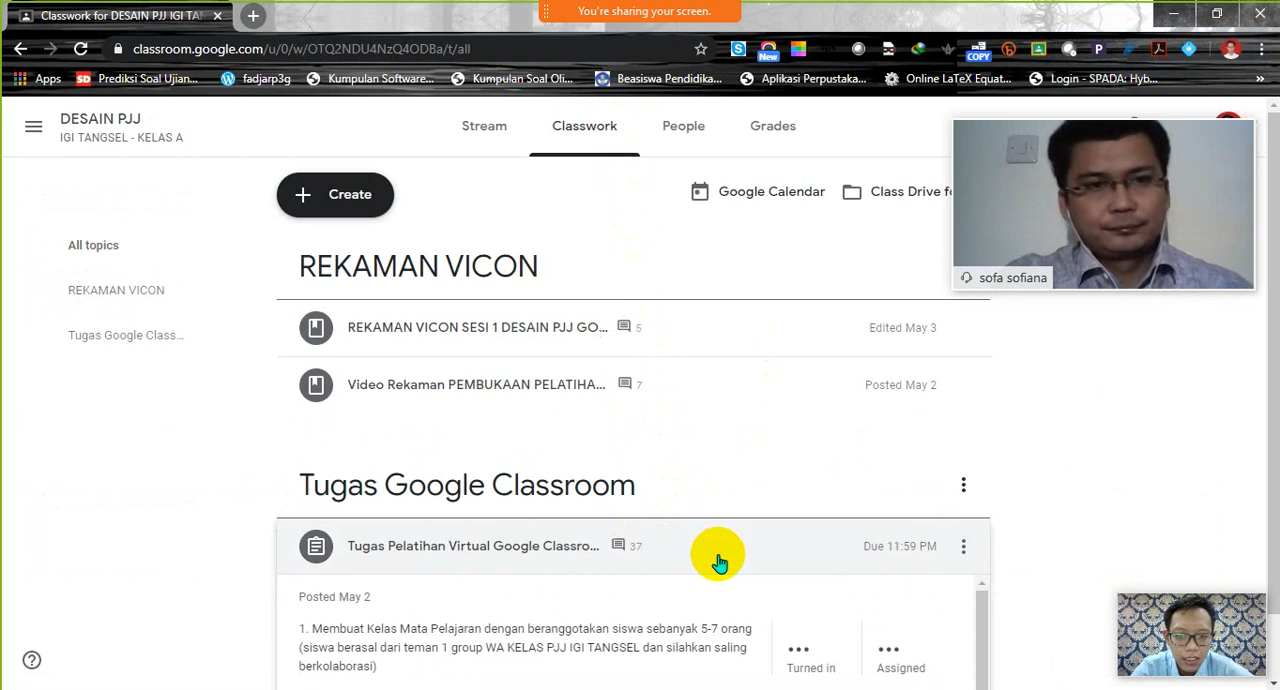 Classwork for DESAIN PJJ IGI TAI
You're sharing your screen.
classroom.google.com/u/0/w/OTQ2NDU4NzQ4ODBa/t/all
New
COPY
Apps
Prediksi Soal Ujian...
fadjarp3g
Kumpulan Software...
Kumpulan Soal Oli...
Beasiswa Pendidika...
Aplikasi Perpustaka...
Online LaTeX Equat...
Login - SPADA: Hyb...
DESAIN PJJ
IGI TANGSEL - KELAS A
Stream
Classwork
People
Grades
Create
Google Calendar
Class Drive fo
All topics
REKAMAN VICON
Tugas Google Class...
REKAMAN VICON
REKAMAN VICON SESI 1 DESAIN PJJ GO... 5
Edited May 3
Video Rekaman PEMBUKAAN PELATIHA... 7
Posted May 2
Tugas Google Classroom
Tugas Pelatihan Virtual Google Classro... 37
Due 11:59 PM
Posted May 2
1. Membuat Kelas Mata Pelajaran dengan beranggotakan siswa sebanyak 5-7 orang
(siswa berasal dari teman 1 group WA KELAS PJJ IGI TANGSEL dan silahkan saling
berkolaborasi)
...
Turned in
...
Assigned
sofa sofiana